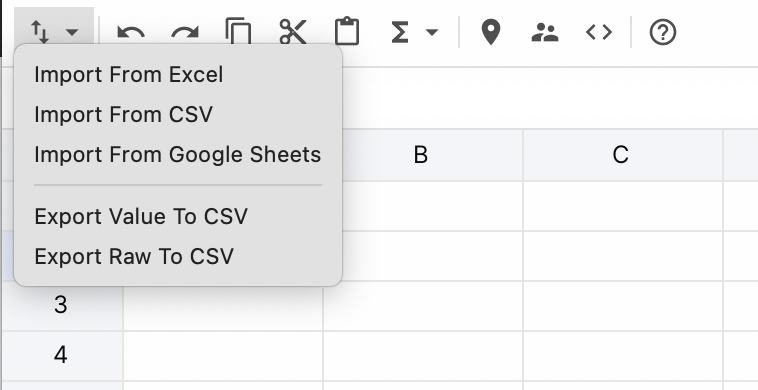 Import From Excel
Import From CSV
Import From Google Sheets
Export Value To CSV
Export Raw To CSV
B
C
3
4